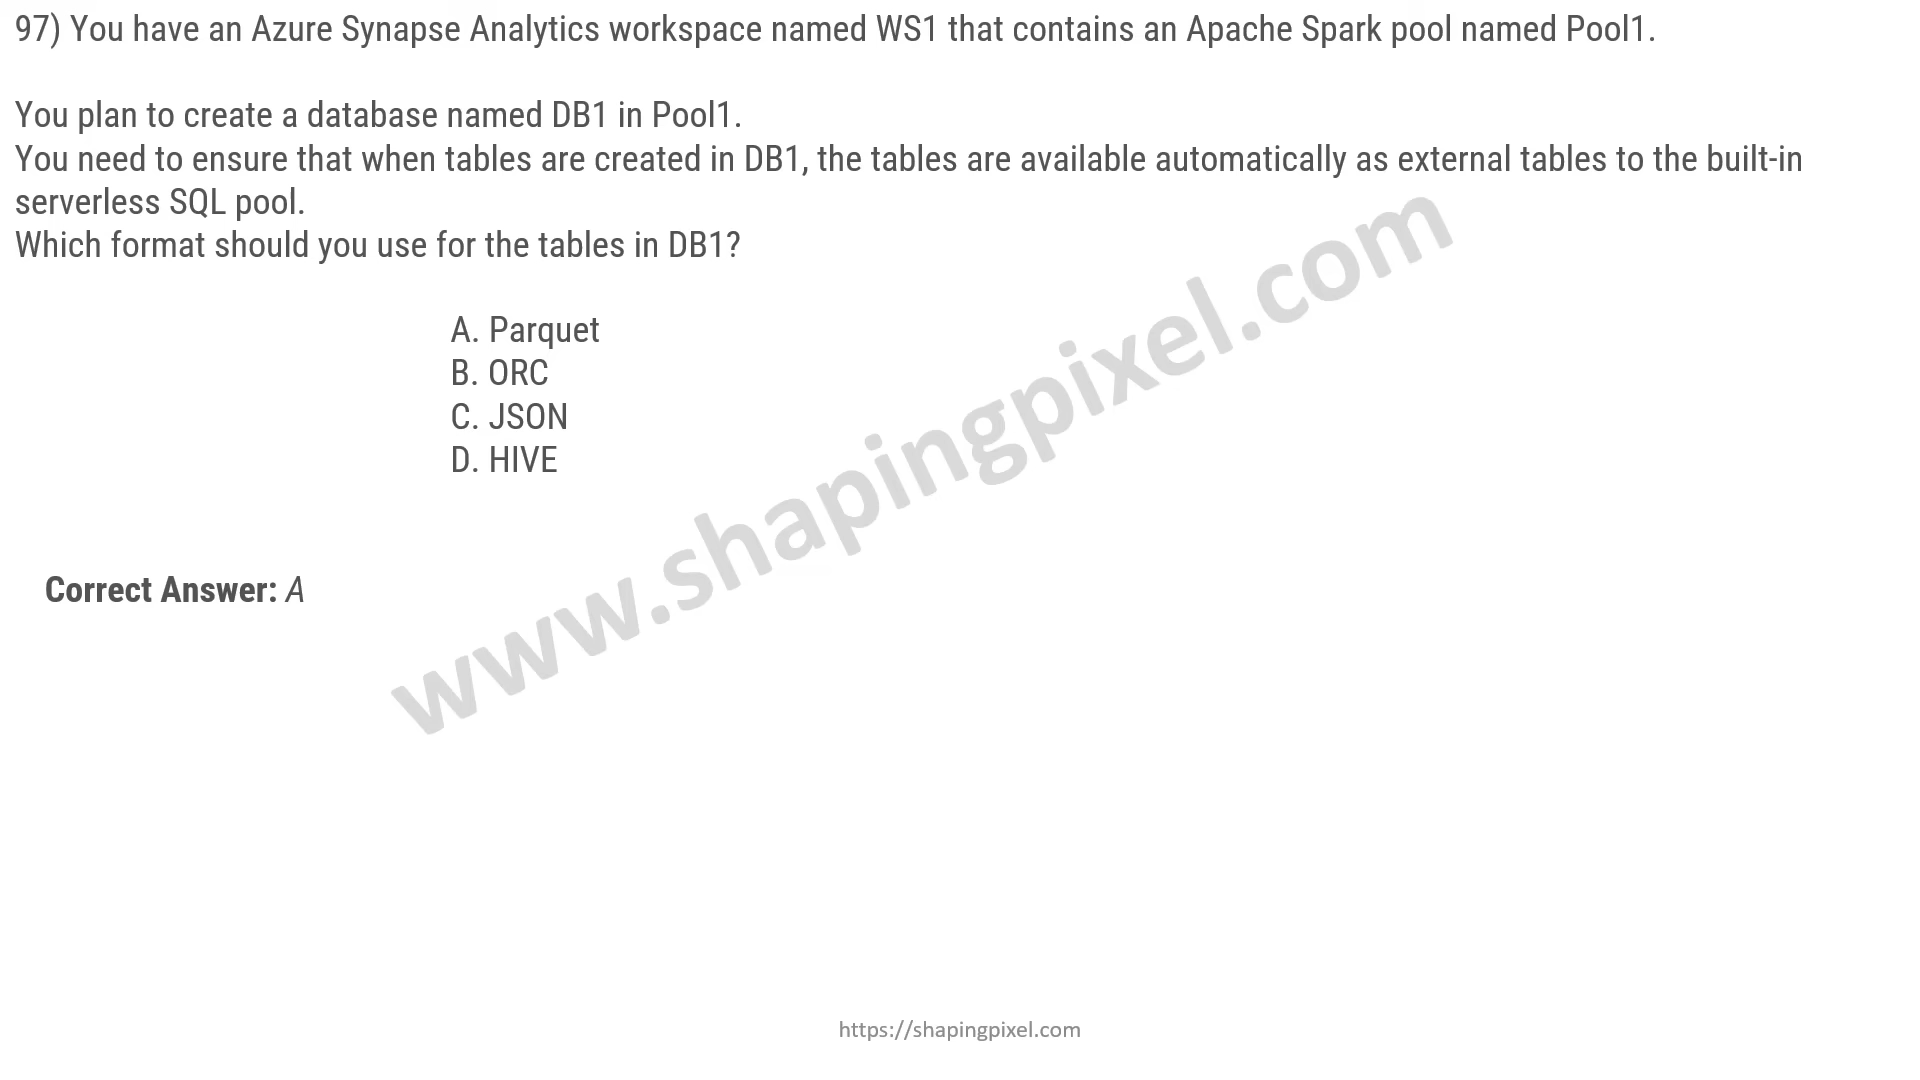 97) You have an Azure Synapse Analytics workspace named WS1 that contains an Apache Spark pool named Pool1.
You plan to create a database named DB1 in Pool1.
You need to ensure that when tables are created in DB1, the tables are available automatically as external tables to the built-in
serverless SQL pool.
Which format should you use for the tables in DB1?
A. Parquet
B. ORC
C. JSON
D. HIVE
Correct Answer: A
www.shapingpixel.com
https://shapingpixel.com